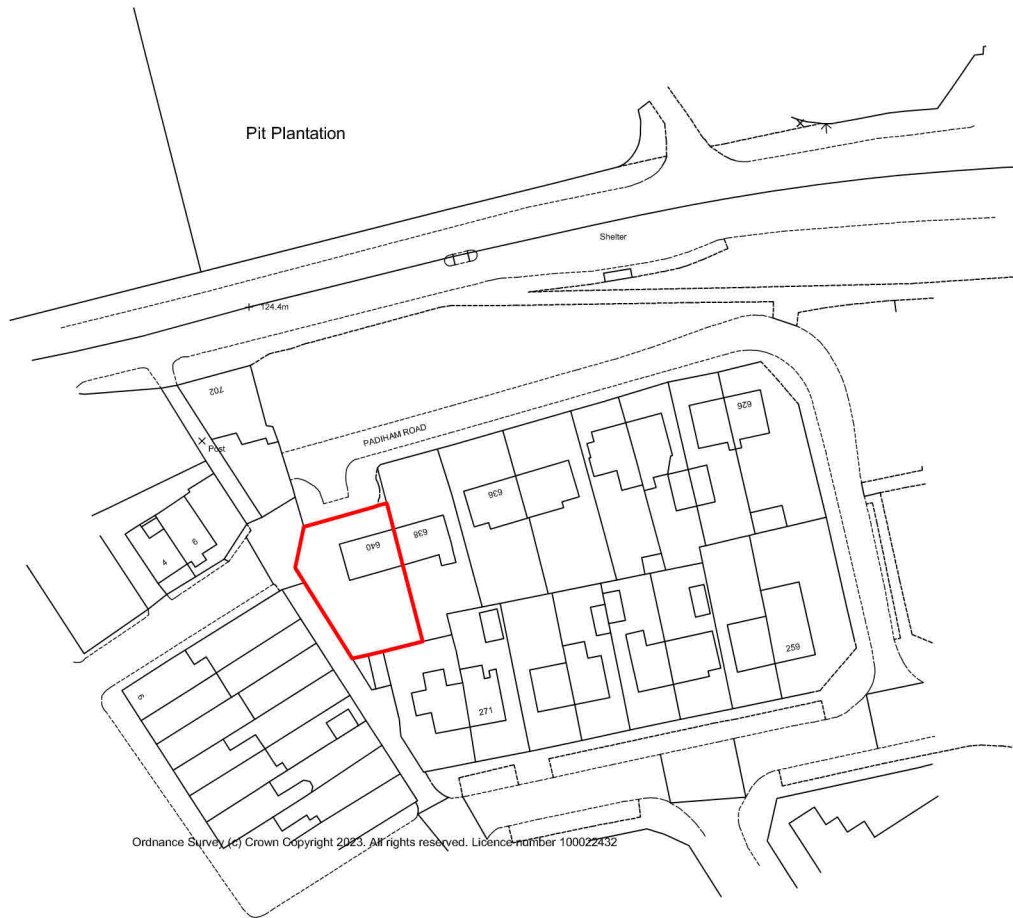 Pit Plantation
Shelter
124.4m
702
PADIHAM ROAD
626
Post
636
638
640
6
4
259
9
271
Ordnance Survey (c) Crown Copyright 2023. All rights reserved. Licence number 100022432